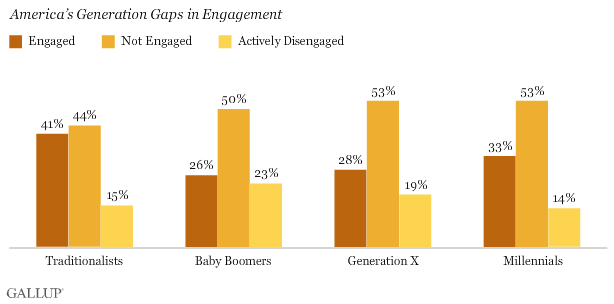 America's Generation Gaps in Engagement
Engaged Not Engaged Actively Disengaged
41% 44% 15% 26% 50% 23% 28% 53% 19% 33% 53% 14%
Traditionalists Baby Boomers Generation X Millennials
GALLUP®